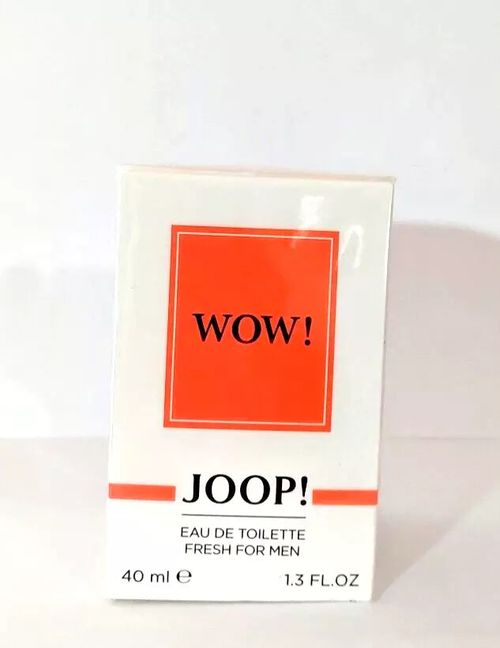 WOW!
JOOP!
EAU DE TOILETTE
FRESH FOR MEN
40 ml ℮ 1.3 FL.OZ